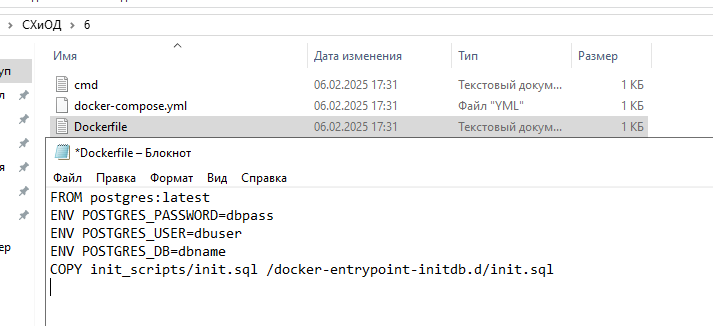 СХиОД > 6
Имя Дата изменения Тип Размер
уп
л
cmd 06.02.2025 17:31 Текстовый докум... 1 КБ
docker-compose.yml 06.02.2025 17:31 Файл "YML" 1 КБ
Dockerfile 06.02.2025 17:31 Текстовый докум... 1 КБ
*Dockerfile – Блокнот
я
Файл Правка Формат Вид Справка
FROM postgres:latest
ENV POSTGRES_PASSWORD=dbpass
ENV POSTGRES_USER=dbuser
ер
ENV POSTGRES_DB=dbname
COPY init_scripts/init.sql /docker-entrypoint-initdb.d/init.sql